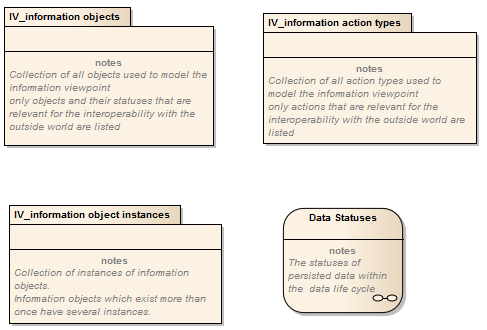 IV_information objects
notes
Collection of all objects used to model the
information viewpoint
only objects and their statuses that are
relevant for the interoperability with the
outside world are listed
IV_information action types
notes
Collection of all action types used to
model the information viewpoint
only actions that are relevant for the
interoperability with the outside world are
listed
IV_information object instances
notes
Collection of instances of information
objects.
Information objects which exist more than
once have several instances.
Data Statuses
notes
The statuses of
persisted data within
the data life cycle